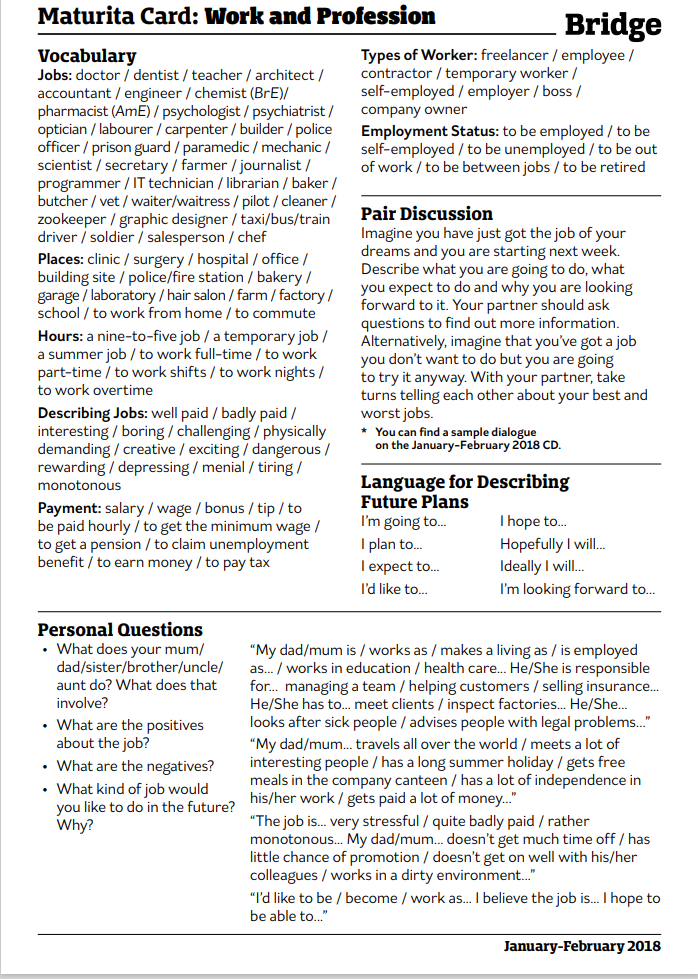 Maturita Card: Work and Profession
Bridge
Vocabulary
Jobs: doctor / dentist / teacher / architect /
accountant / engineer / chemist (BrE)/
pharmacist (AmE) / psychologist / psychiatrist /
optician / labourer / carpenter / builder / police
officer / prison guard / paramedic / mechanic /
scientist / secretary / farmer / journalist /
programmer / IT technician / librarian / baker /
butcher / vet / waiter/waitress / pilot / cleaner /
zookeeper / graphic designer / taxi/bus/train
driver / soldier / salesperson / chef
Places: clinic / surgery / hospital / office /
building site / police/fire station / bakery /
garage / laboratory / hair salon / farm / factory /
school / to work from home / to commute
Hours: a nine-to-five job / a temporary job /
a summer job / to work full-time / to work
part-time / to work shifts / to work nights /
to work overtime
Describing Jobs: well paid / badly paid /
interesting / boring / challenging / physically
demanding / creative / exciting / dangerous /
rewarding / depressing / menial / tiring /
monotonous
Payment: salary / wage / bonus / tip / to
be paid hourly / to get the minimum wage /
to get a pension / to claim unemployment
benefit / to earn money / to pay tax
Types of Worker: freelancer / employee /
contractor / temporary worker /
self-employed / employer / boss /
company owner
Employment Status: to be employed / to be
self-employed / to be unemployed / to be out
of work / to be between jobs / to be retired
Pair Discussion
Imagine you have just got the job of your
dreams and you are starting next week.
Describe what you are going to do, what
you expect to do and why you are looking
forward to it. Your partner should ask
questions to find out more information.
Alternatively, imagine that you've got a job
you don't want to do but you are going
to try it anyway. With your partner, take
turns telling each other about your best and
worst jobs.
* You can find a sample dialogue
on the January–February 2018 CD.
Language for Describing
Future Plans
I'm going to… I hope to…
I plan to… Hopefully I will…
I expect to… Ideally I will…
I'd like to… I'm looking forward to…
Personal Questions
• What does your mum/
dad/sister/brother/uncle/
aunt do? What does that
involve?
• What are the positives
about the job?
• What are the negatives?
• What kind of job would
you like to do in the future?
Why?
“My dad/mum is / works as / makes a living as / is employed
as… / works in education / health care… He/She is responsible
for… managing a team / helping customers / selling insurance…
He/She has to… meet clients / inspect factories… He/She…
looks after sick people / advises people with legal problems…”
“My dad/mum… travels all over the world / meets a lot of
interesting people / has a long summer holiday / gets free
meals in the company canteen / has a lot of independence in
his/her work / gets paid a lot of money…”
“The job is… very stressful / quite badly paid / rather
monotonous… My dad/mum… doesn't get much time off / has
little chance of promotion / doesn't get on well with his/her
colleagues / works in a dirty environment…”
“I'd like to be / become / work as… I believe the job is… I hope to
be able to…”
January-February 2018